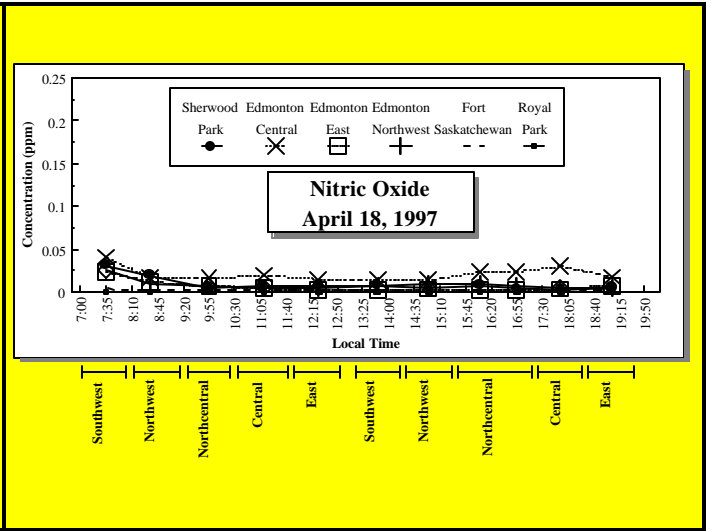 0.25
0.2
0.15
0.1
0.05
0
Concentration (ppm)
Sherwood Edmonton Edmonton Edmonton Fort Royal
Park Central East Northwest Saskatchewan Park
Nitric Oxide
April 18, 1997
7:00 7:35 8:10 8:45 9:20 9:55 10:30 11:05 11:40 12:15 12:50 13:25 14:00 14:35 15:10 15:45 16:20 16:55 17:30 18:05 18:40 19:15 19:50
Local Time
Southwest Northwest Northcentral Central East Southwest Northwest Northcentral Central East